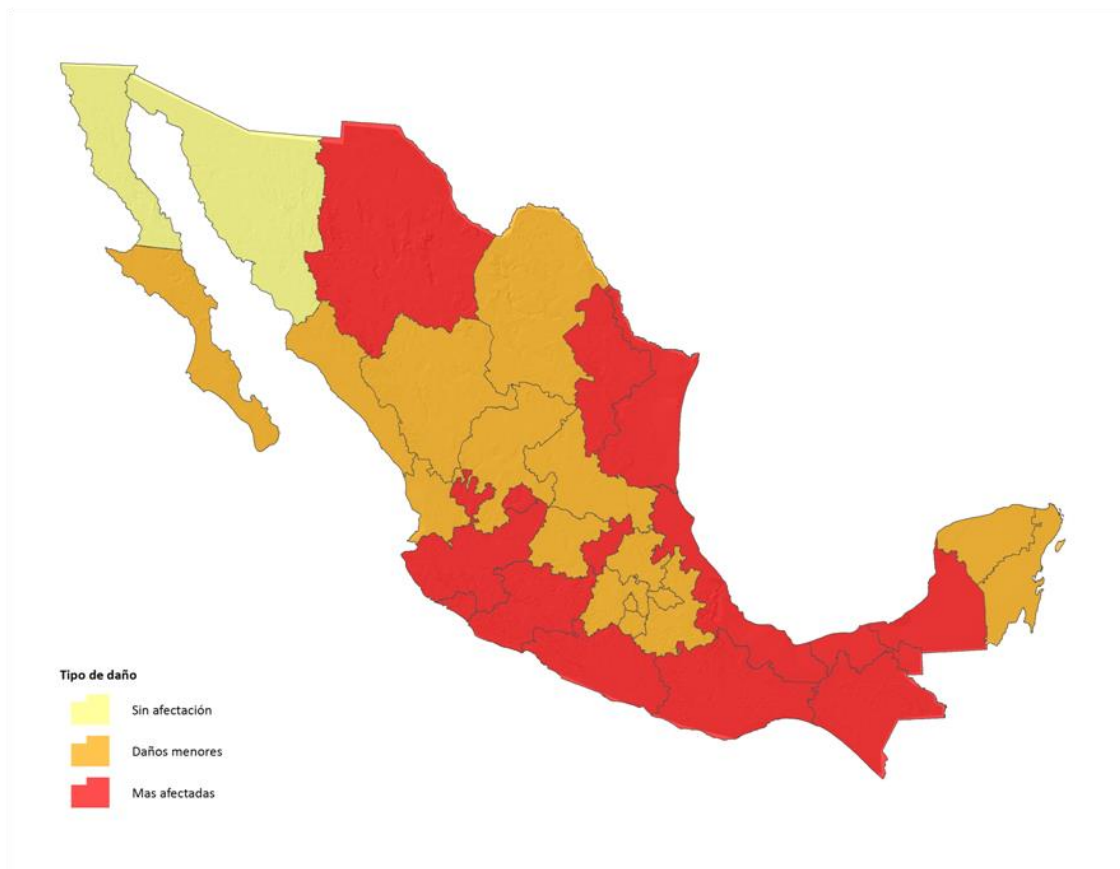 Tipo de daño
Sin afectación
Daños menores
Mas afectadas